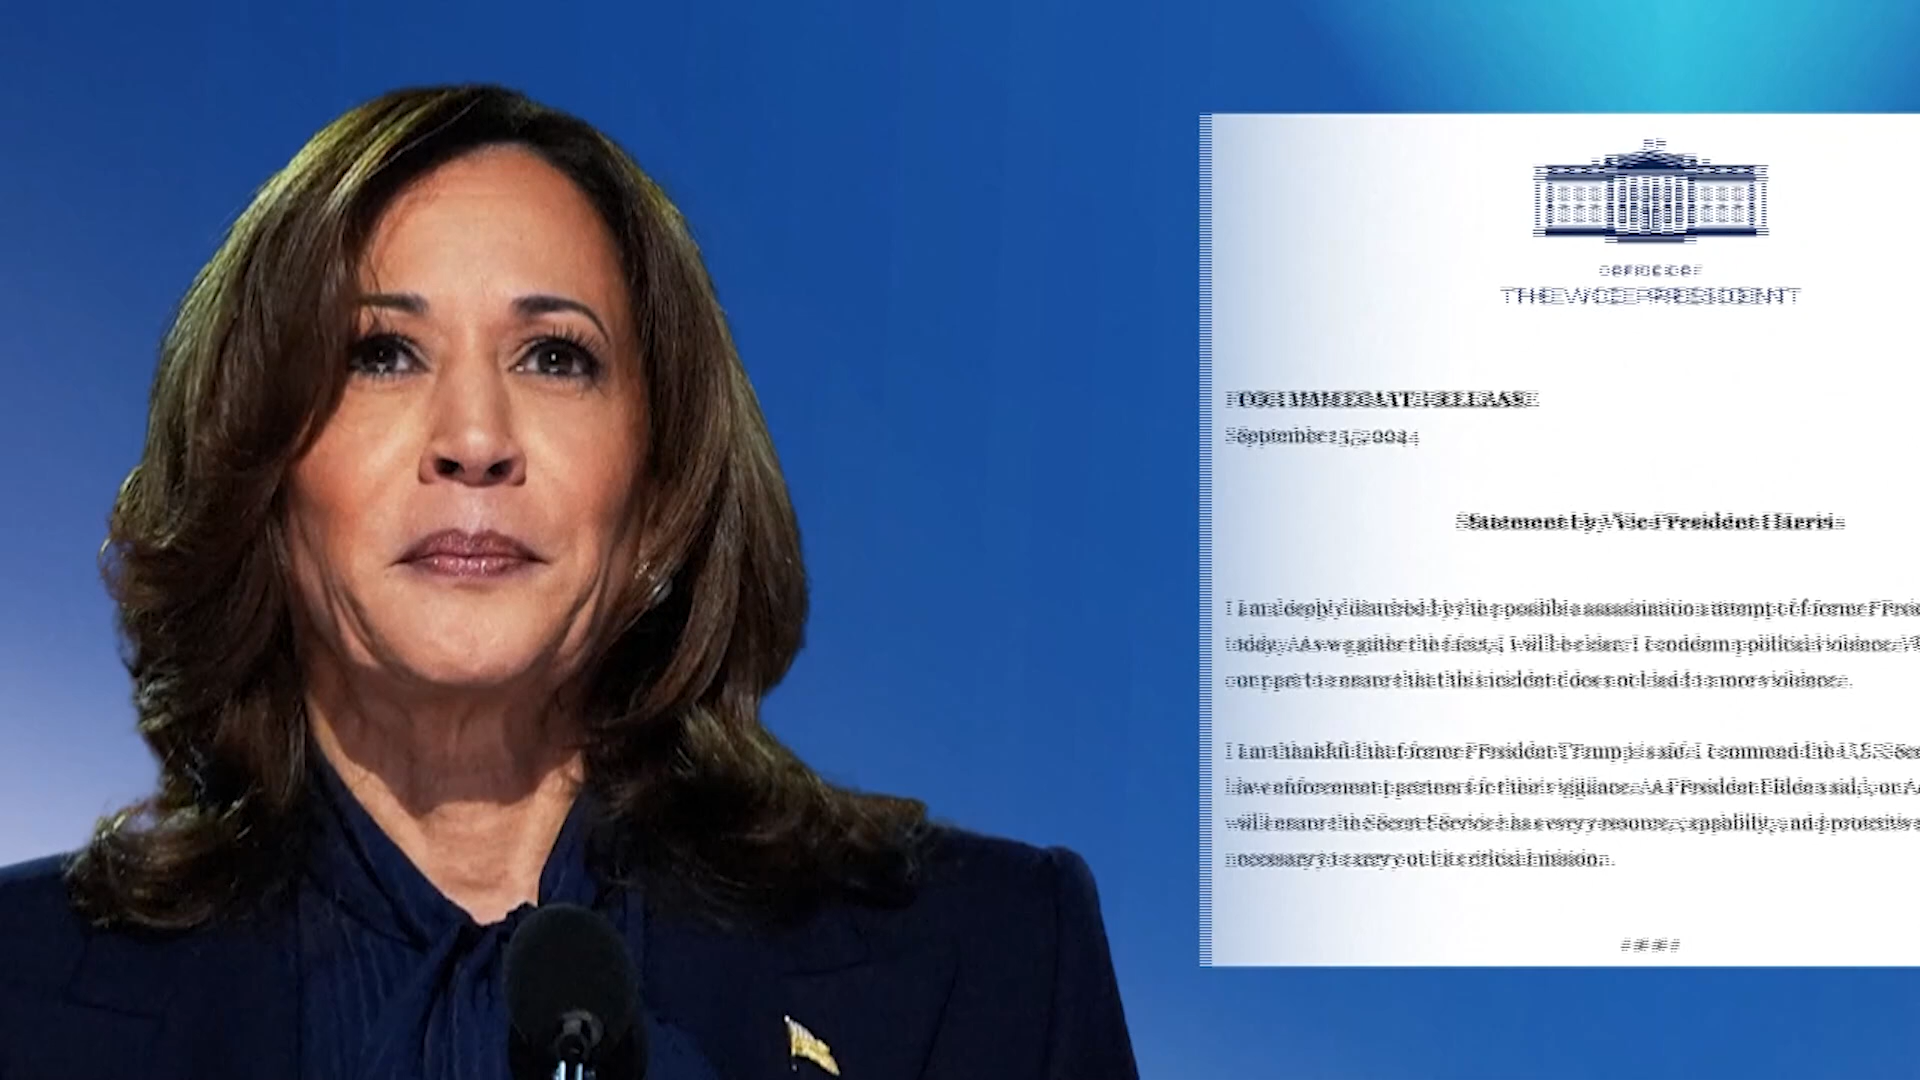 OFFICE OF
THE VICE PRESIDENT
FOR IMMEDIATE RELEASE
September 15, 2024
Statement by Vice President Harris
I am deeply disturbed by the possible assassination attempt of former
today. As we gather the facts, I will be clear: I condemn political violence.
our part to ensure that this incident does not lead to more violence.
I am thankful that former President Trump is safe. I commend the U.S.
law enforcement partners for their vigilance. As President Biden said, our
will ensure the Secret Service has every resource, capability, and protective
necessary to carry out its critical mission.
###